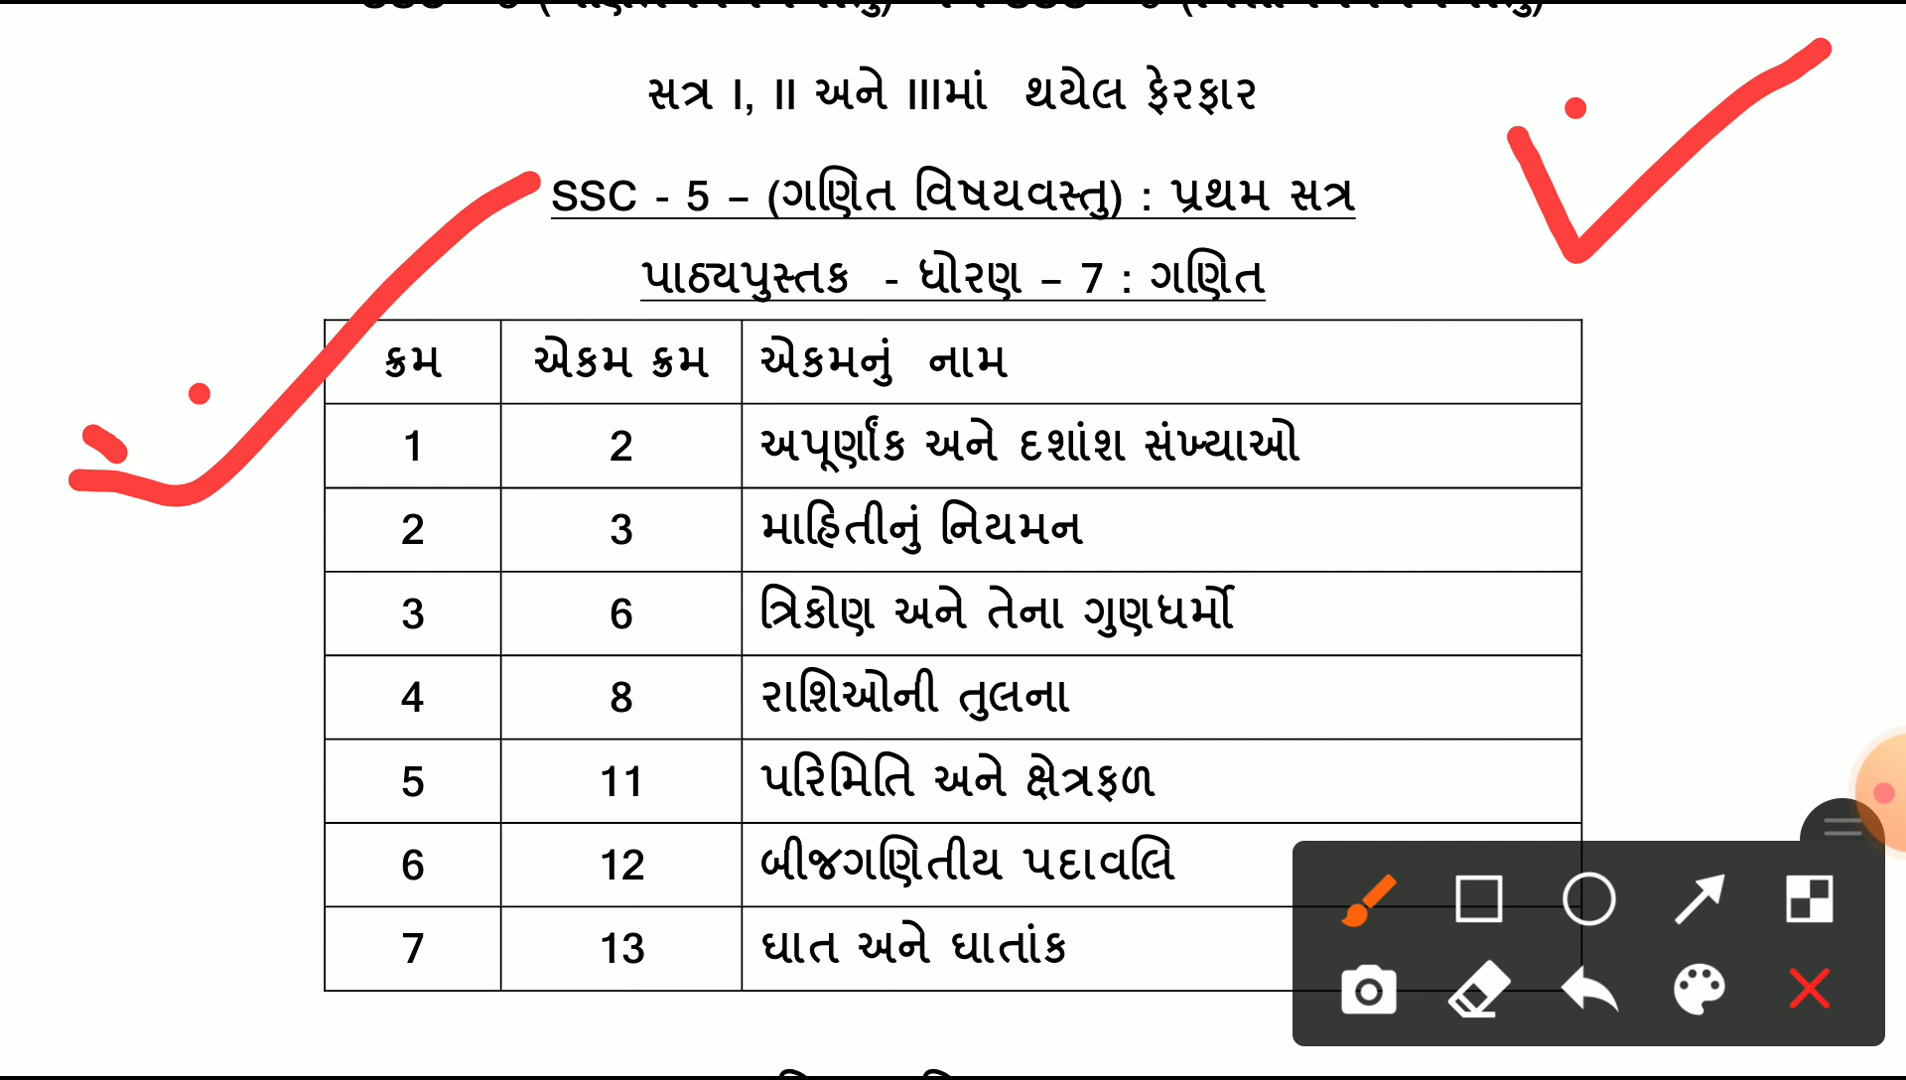 સત્ર I, II અને IIIમાં થયેલ ફેરફાર
SSC - 5 – (ગણિત વિષયવસ્તુ) : પ્રથમ સત્ર
પાઠ્યપુસ્તક - ધોરણ – 7 : ગણિત
ક્રમ એકમ ક્રમ એકમનું નામ
1 2 અપૂર્ણાંક અને દશાંશ સંખ્યાઓ
2 3 માહિતીનું નિયમન
3 6 ત્રિકોણ અને તેના ગુણધર્મો
4 8 રાશિઓની તુલના
5 11 પરિમિતિ અને ક્ષેત્રફળ
6 12 બીજગણિતીય પદાવલિ
7 13 ઘાત અને ઘાતાંક